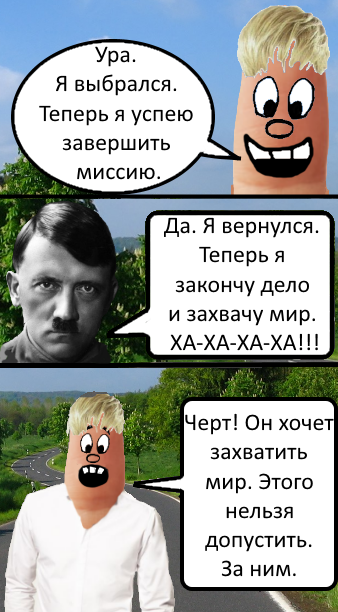 Ура.
Я выбрался.
Теперь я успею
завершить
миссию.
Да. Я вернулся.
Теперь я
закончу дело
и захвачу мир.
ХА-ХА-ХА-ХА!!!
Черт! Он хочет
захватить
мир. Этого
нельзя
допустить.
За ним.